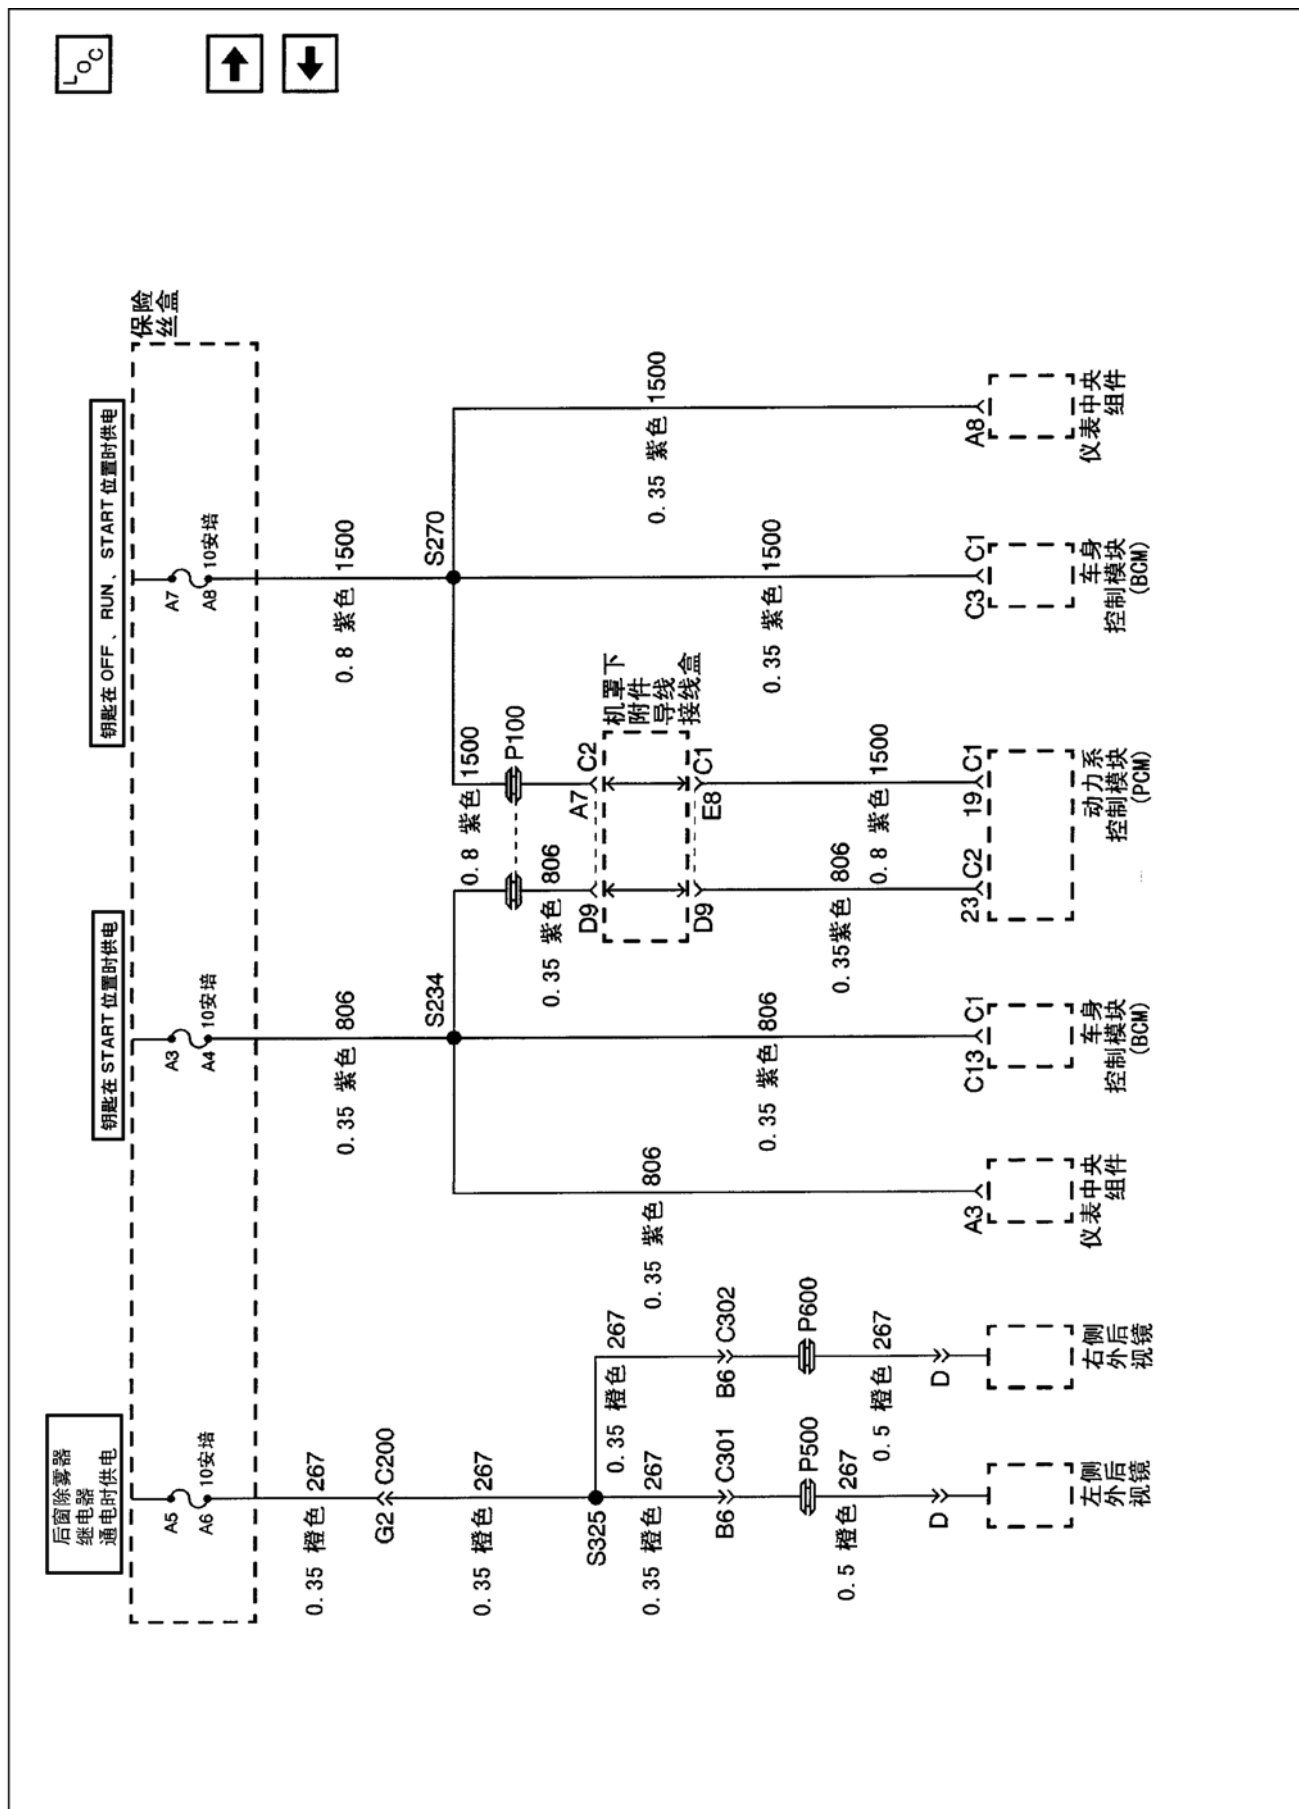 LOC
后窗除雾器
继电器
通电时供电
钥匙在 START 位置时供电
钥匙在 OFF 、RUN、START 位置时供电
保险
丝盒
A5
A6
10安培
A3
A4
10安培
A7
A8
10安培
0.35 橙色 267
0.35 紫色 806
0.8 紫色 1500
G2 C200
0.35 橙色 267
S234
S270
0.8 紫色 1500
P100
S325
0.35 橙色 267
0.35 橙色 267
0.35 紫色 806
0.35 紫色 806
D9
A7 C2
机罩下
附件
导线
接线盒
0.35 紫色 1500
B6 C301
B6 C302
0.35 紫色 806
D9
E8 C1
0.35 紫色 1500
P500
P600
0.5 橙色 267
0.5 橙色 267
0.35紫色 806
0.8 紫色 1500
D
D
A3
C13 C1
23 C2
19 C1
C3 C1
A8
左侧
外后
视镜
右侧
外后
视镜
仪表中央
组件
车身
控制模块
(BCM)
动力系
控制模块
(PCM)
车身
控制模块
(BCM)
仪表中央
组件